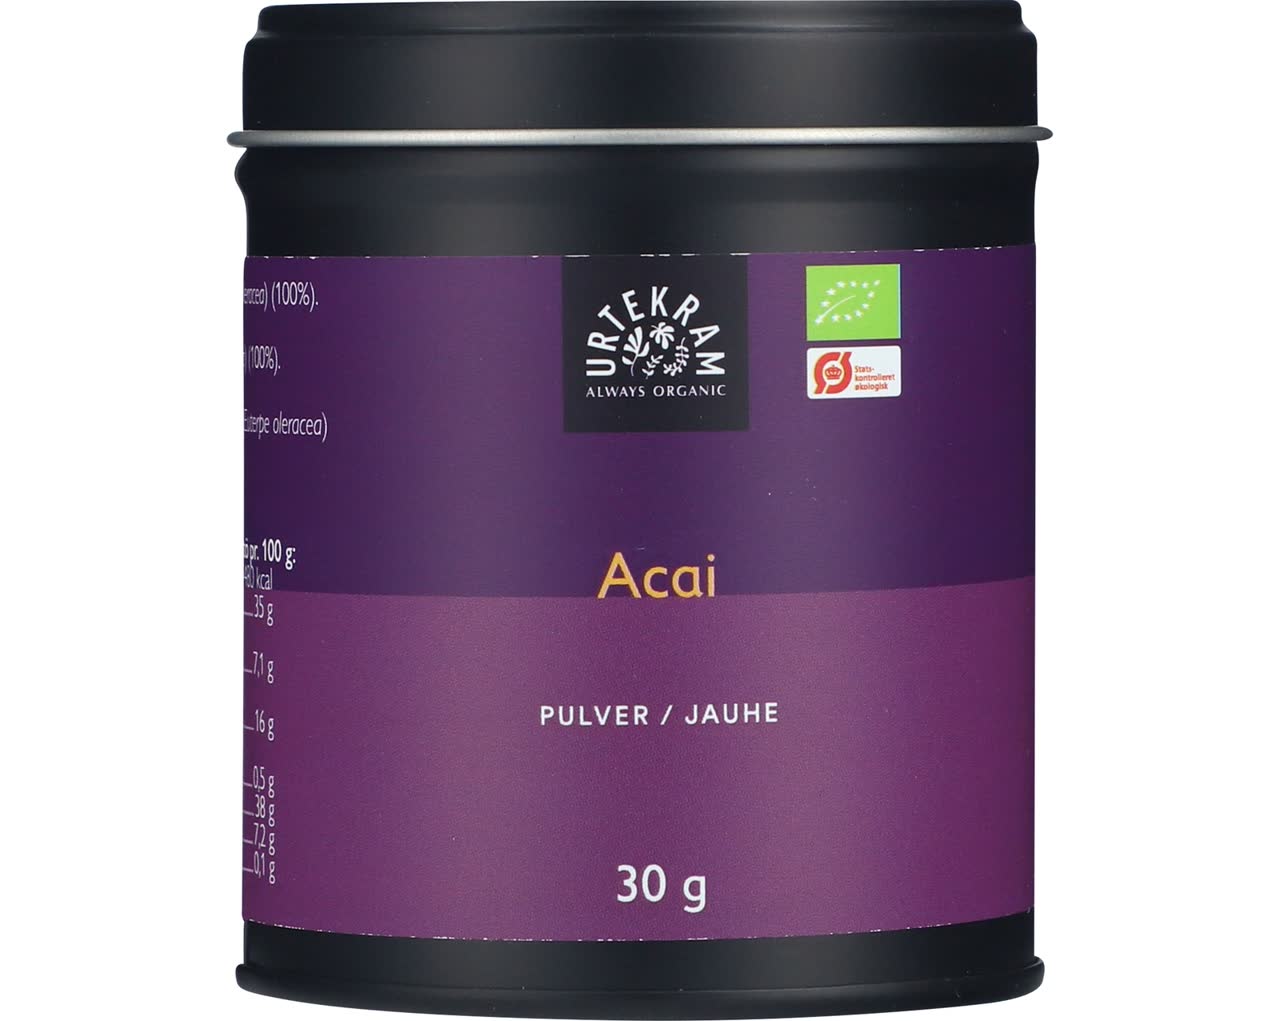 URTEKRAM
ALWAYS ORGANIC
Stats-
kontrolleret
økologisk
(100%).
(100%).
(Euterpe oleracea)
pr. 100 g:
kcal
35 g
7,1 g
16 g
0,5 g
38 g
7,2 g
0,1 g
Acai
PULVER / JAUHE
30 g